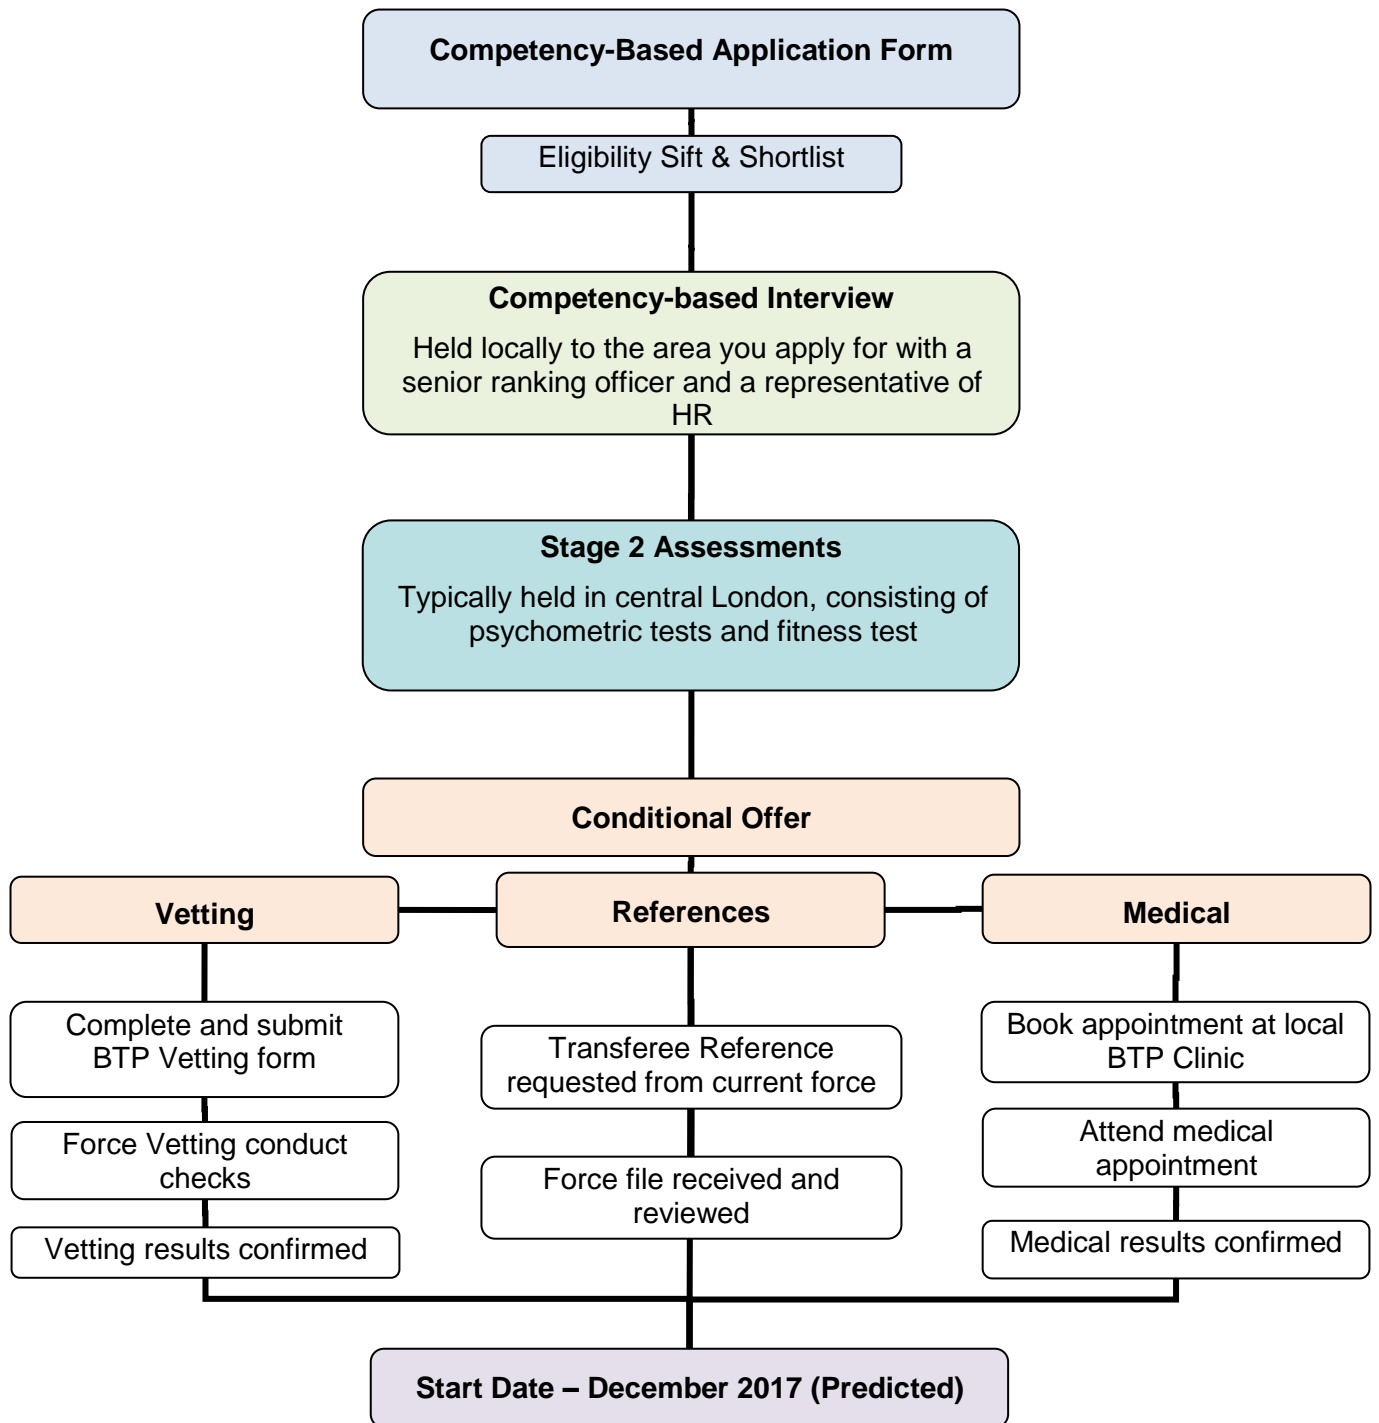 Competency-Based Application Form
Eligibility Sift & Shortlist
Competency-based Interview
Held locally to the area you apply for with a
senior ranking officer and a representative of
HR
Stage 2 Assessments
Typically held in central London, consisting of
psychometric tests and fitness test
Conditional Offer
Vetting
References
Medical
Complete and submit
BTP Vetting form
Force Vetting conduct
checks
Vetting results confirmed
Transferee Reference
requested from current force
Force file received and
reviewed
Book appointment at local
BTP Clinic
Attend medical
appointment
Medical results confirmed
Start Date – December 2017 (Predicted)